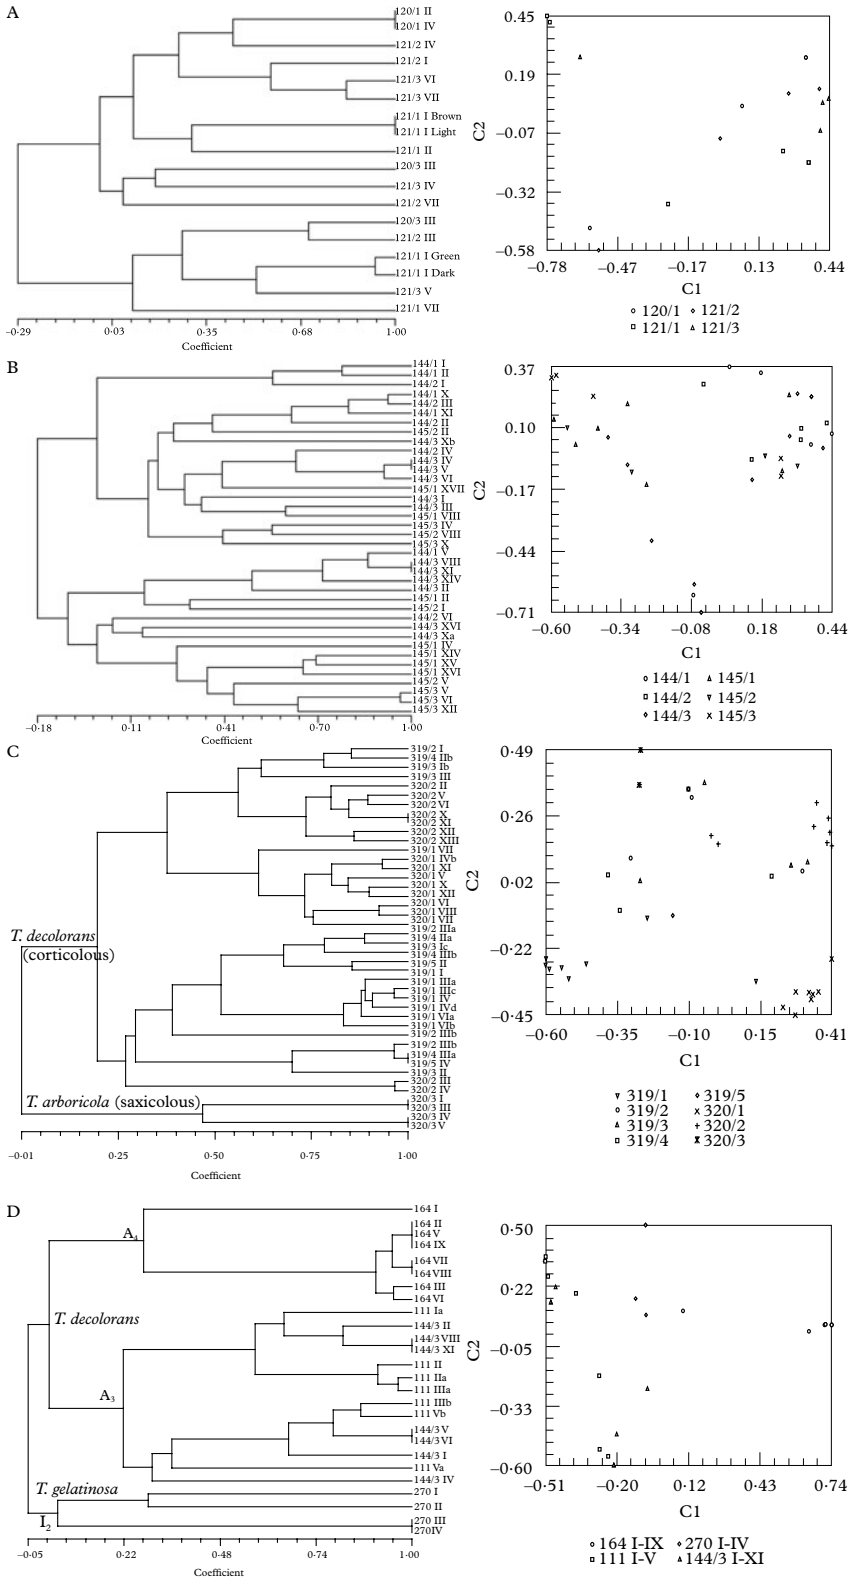 A
120/1 II
120/1 IV
121/2 IV
121/2 I
121/3 VI
121/3 VII
121/1 I Brown
121/1 I Light
121/1 II
120/3 III
121/3 IV
121/2 VII
120/3 III
121/2 III
121/1 I Green
121/1 I Dark
121/3 V
121/1 VII
−0·29 0·03 0·35 0·68 1·00
Coefficient
0.45
0.19
−0.07
−0.32
−0.58
C2
−0.78 −0.47 −0.17 0.13 0.44
C1
120/1 121/2
121/1 121/3
B
144/1 I
144/1 II
144/2 I
144/1 X
144/2 III
144/1 XI
144/2 II
145/2 II
144/3 Xb
144/2 IV
144/3 IV
144/3 V
144/3 VI
145/1 XVII
144/3 I
144/3 III
145/1 VIII
145/3 IV
145/2 VIII
145/3 X
144/1 V
144/3 VIII
144/3 XI
144/3 XIV
144/3 II
145/1 II
145/2 I
144/2 VI
144/3 XVI
144/3 Xa
145/1 IV
145/1 XIV
145/1 XV
145/1 XVI
145/2 V
145/3 V
145/3 VI
145/3 XII
−0·18 0·11 0·41 0·70 1·00
Coefficient
0.37
0.10
−0.17
−0.44
−0.71
C2
−0.60 −0.34 −0.08 0.18 0.44
C1
144/1 145/1
144/2 145/2
144/3 145/3
C
319/2 I
319/4 IIb
319/3 Ib
319/3 III
320/2 II
320/2 V
320/2 VI
320/2 X
320/2 XI
320/2 XII
320/2 XIII
319/1 VII
320/1 IVb
320/1 XI
320/1 V
320/1 X
320/1 XII
320/1 VI
320/1 VIII
320/1 VII
319/2 IIIa
319/4 IIa
319/3 Ic
319/4 IIIb
319/5 II
319/1 I
319/1 IIIa
319/1 IIIc
319/1 IV
319/1 IVd
319/1 VIa
319/1 VIb
319/2 IIIb
319/2 IIIb
319/4 IIIa
319/5 IV
319/3 II
320/2 III
320/2 IV
320/3 I
320/3 III
320/3 IV
320/3 V
T. decolorans
(corticolous)
T. arboricola (saxicolous)
−0·01 0·25 0·50 0·75 1·00
Coefficient
0·49
0·26
0·02
−0·22
−0·45
C2
−0·60 −0·35 −0·10 0·15 0·41
C1
319/1 319/5
319/2 320/1
319/3 320/2
319/4 320/3
D
164 I
164 II
164 V
164 IX
164 VII
164 VIII
164 III
164 VI
111 Ia
144/3 II
144/3 VIII
144/3 XI
111 II
111 IIa
111 IIIa
111 IIIb
111 Vb
144/3 V
144/3 VI
144/3 I
111 Va
144/3 IV
270 I
270 II
270 III
270 IV
A4
T. decolorans
A3
T. gelatinosa
I2
−0·05 0·22 0·48 0·74 1·00
Coefficient
0·50
0·22
−0·05
−0·33
−0·60
C2
−0·51 −0·20 0·12 0·43 0·74
C1
164 I-IX 270 I-IV
111 I-V 144/3 I-XI